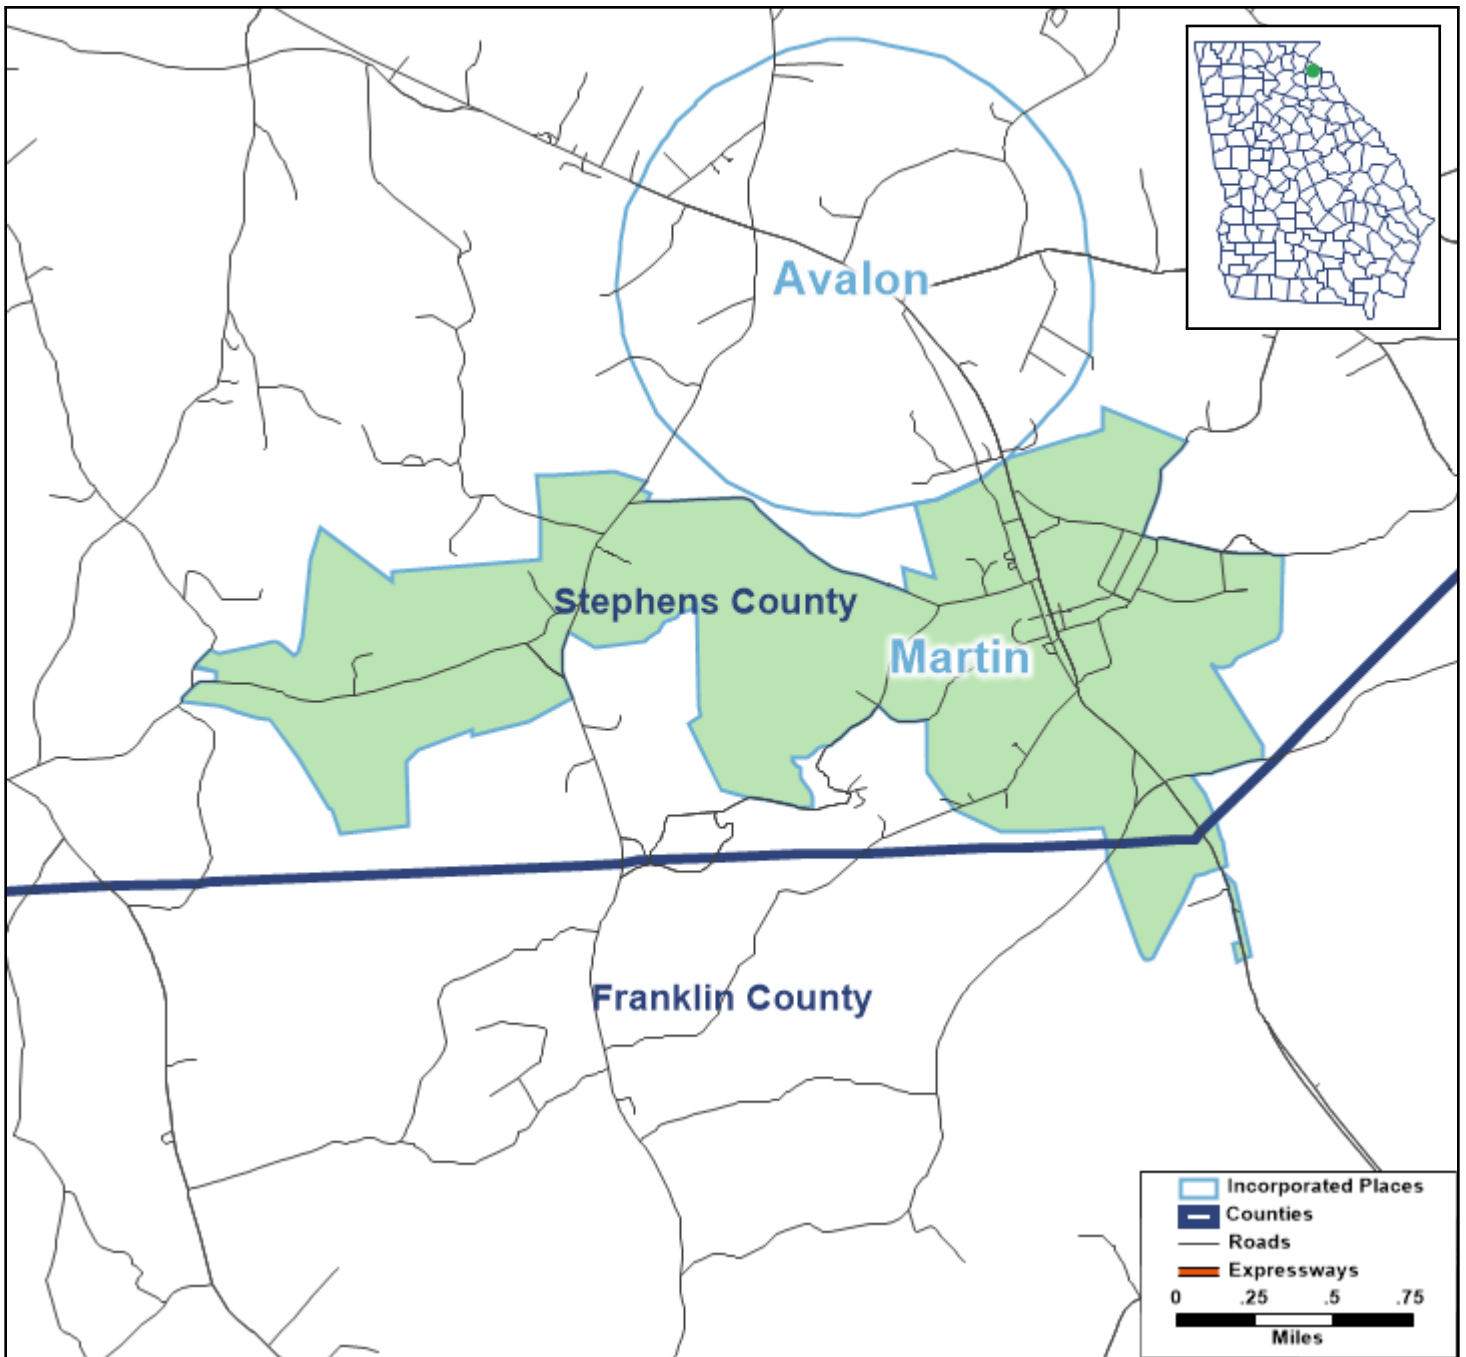 Avalon
Stephens County
Martin
Franklin County
Incorporated Places
Counties
Roads
Expressways
0 .25 .5 .75
Miles